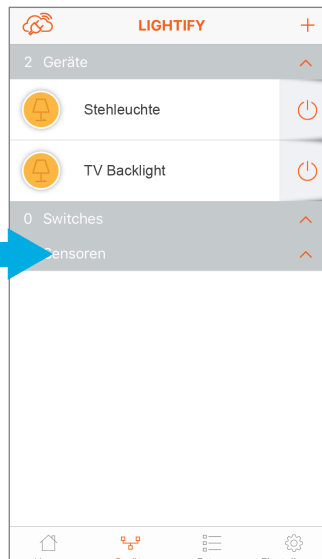 LIGHTIFY
2 Geräte
Stehleuchte
TV Backlight
0 Switches
Sensoren